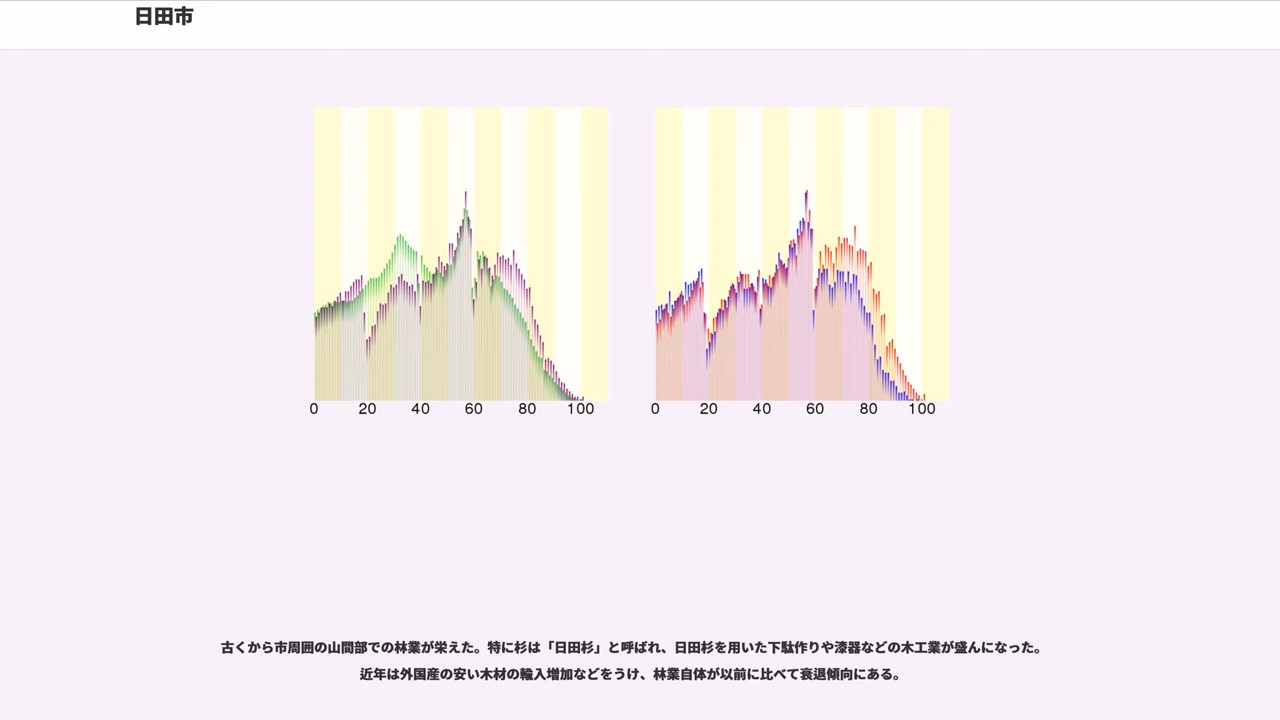 日田市
0 20 40 60 80 100
0 20 40 60 80 100
古くから市周囲の山間部での林業が栄えた。特に杉は「日田杉」と呼ばれ、日田杉を用いた下駄作りや漆器などの木工業が盛んになった。
近年は外国産の安い木材の輸入増加などをうけ、林業自体が以前に比べて衰退傾向にある。